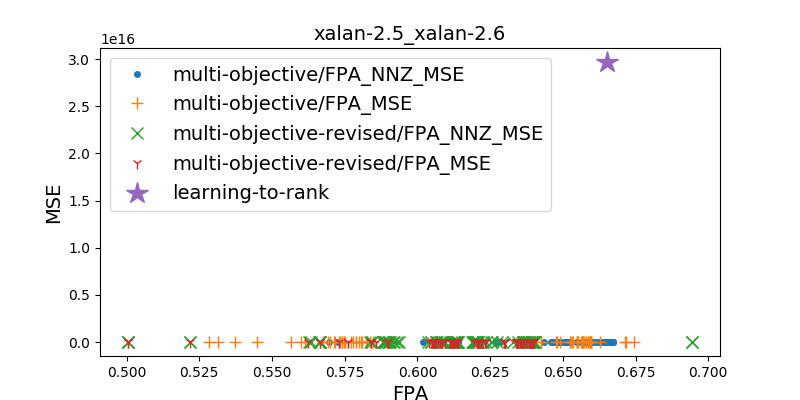 xalan-2.5_xalan-2.6
1e16
3.0
2.5
2.0
1.5
1.0
0.5
0.0
MSE
multi-objective/FPA_NNZ_MSE
multi-objective/FPA_MSE
multi-objective-revised/FPA_NNZ_MSE
multi-objective-revised/FPA_MSE
learning-to-rank
0.500 0.525 0.550 0.575 0.600 0.625 0.650 0.675 0.700
FPA